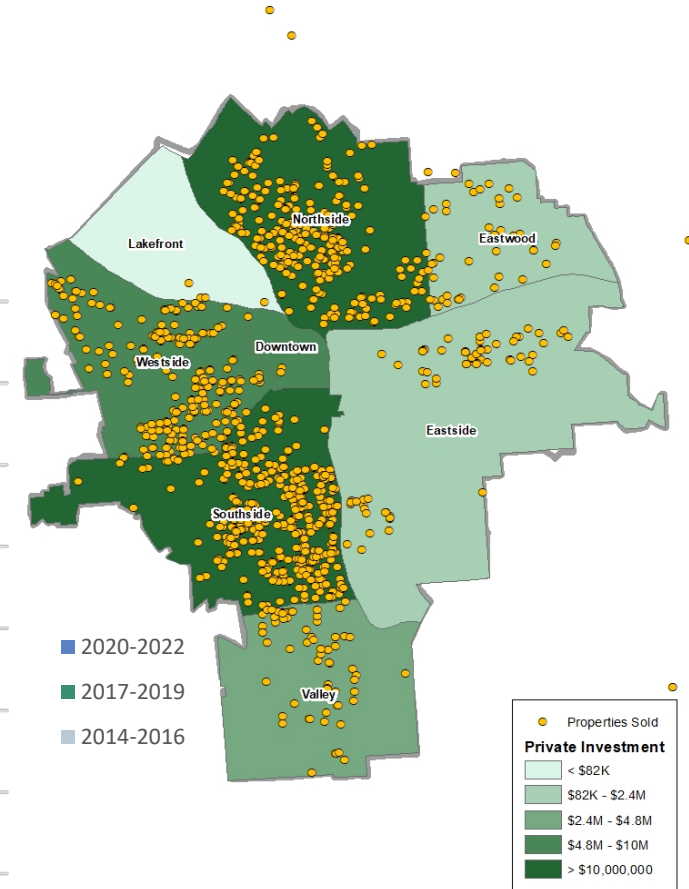 Northside
Eastwood
Lakefront
Downtown
Westside
Eastside
Southside
2020-2022
2017-2019
Valley
2014-2016
Properties Sold
Private Investment
< $82K
$82K - $2.4M
$2.4M - $4.8M
$4.8M - $10M
> $10,000,000